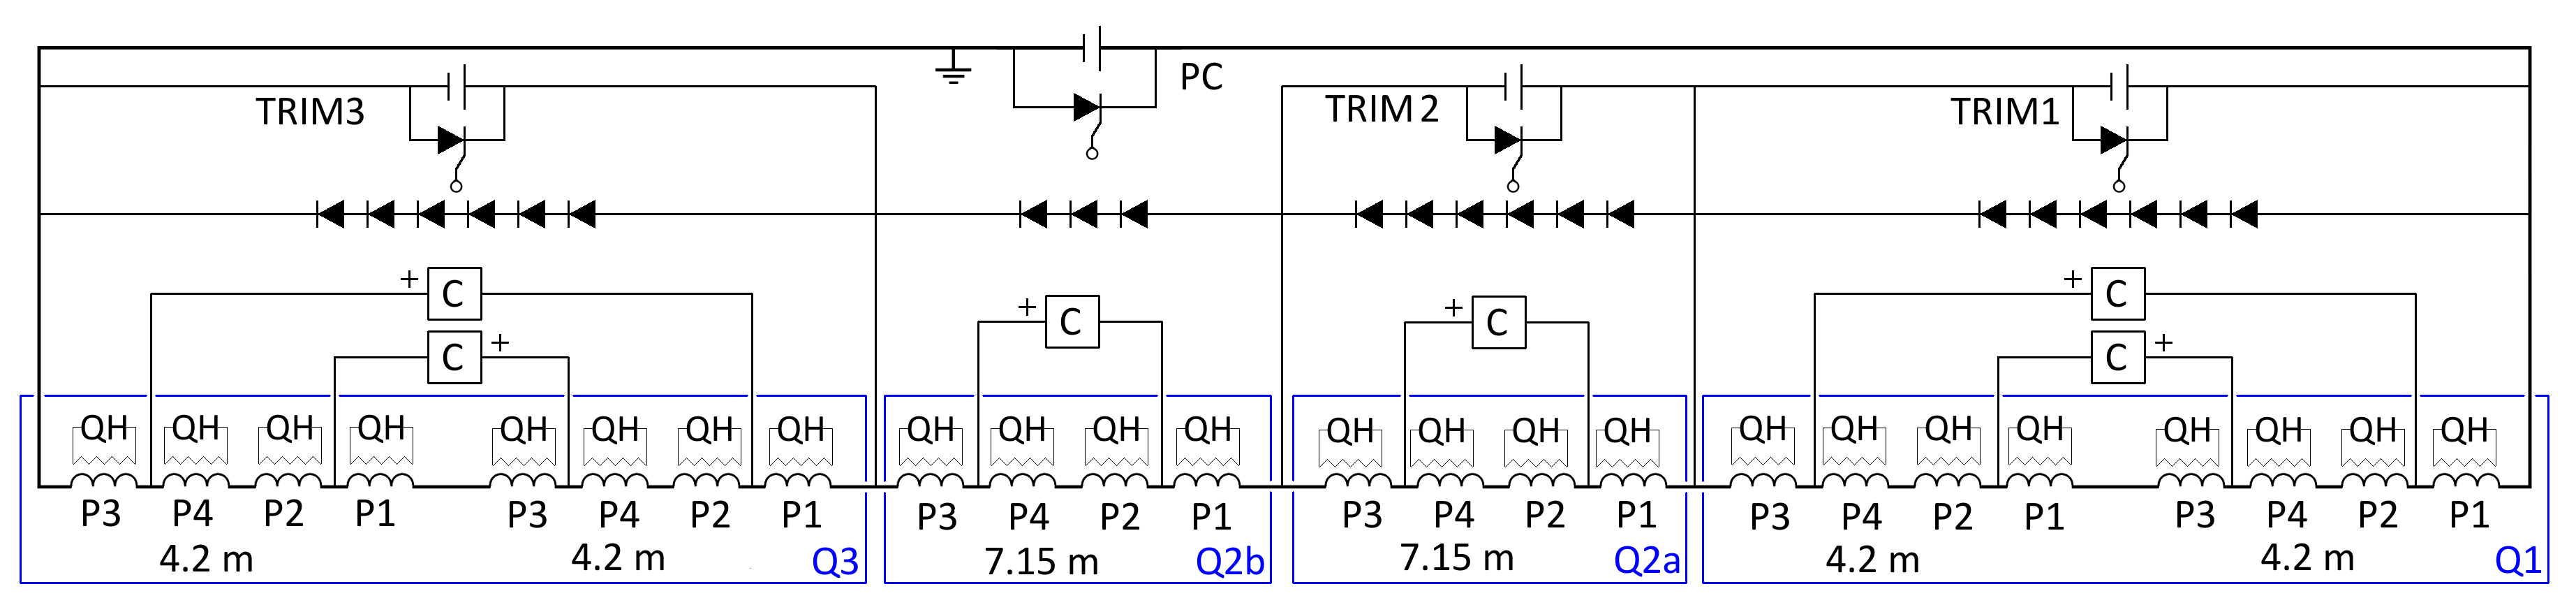 PC
TRIM3
TRIM 2
TRIM1
+ C
C +
+ C
+ C
+ C
C +
QH QH QH QH QH QH QH QH QH QH QH QH QH QH QH QH QH QH QH QH QH QH QH QH
P3 P4 P2 P1 P3 P4 P2 P1 P3 P4 P2 P1 P3 P4 P2 P1 P3 P4 P2 P1 P3 P4 P2 P1
4.2 m 4.2 m Q3 7.15 m Q2b 7.15 m Q2a 4.2 m 4.2 m Q1